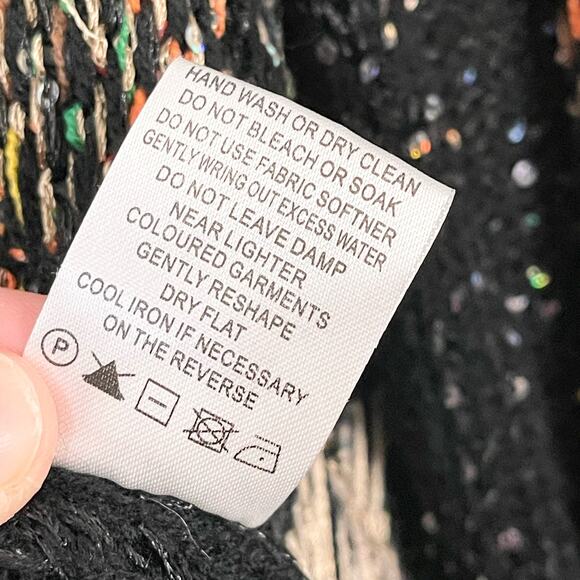 HAND WASH OR DRY CLEAN
DO NOT BLEACH OR SOAK
DO NOT USE FABRIC SOFTNER
GENTLY WRING OUT EXCESS WATER
DO NOT LEAVE DAMP
NEAR LIGHTER
COLOURED GARMENTS
GENTLY RESHAPE
DRY FLAT
COOL IRON IF NECESSARY
ON THE REVERSE
P